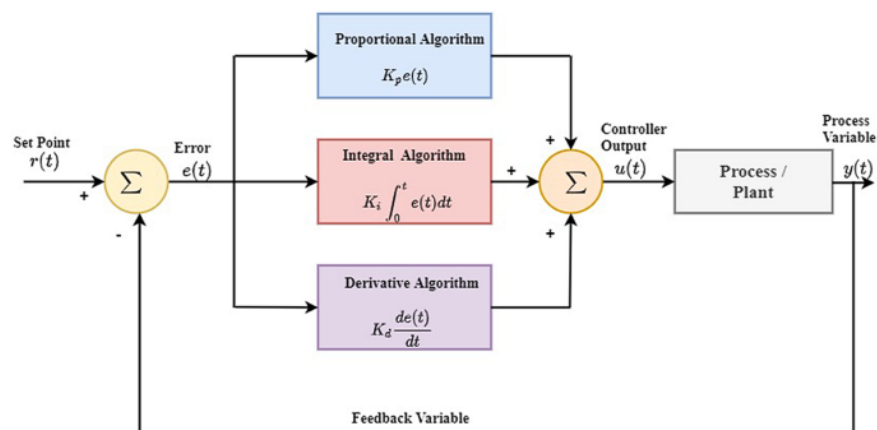 Proportional Algorithm
K_p e(t)
Set Point
r(t)
+
Σ
-
Error
e(t)
Integral Algorithm
K_i ∫_0^t e(t)dt
+
+
+
Σ
Controller
Output
u(t)
Process /
Plant
Process
Variable
y(t)
Derivative Algorithm
K_d de(t)/dt
Feedback Variable